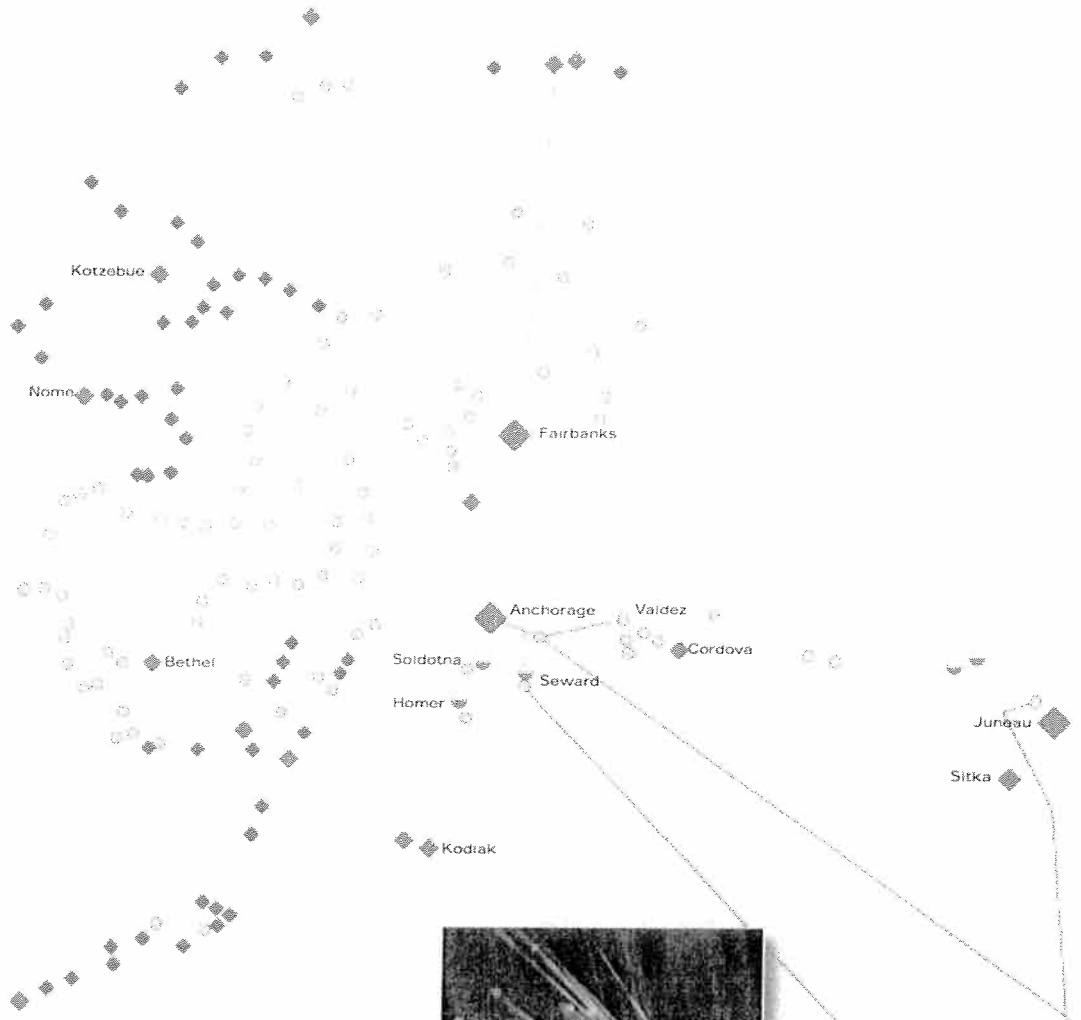 Kotzebue
Nome
Fairbanks
Anchorage
Valdez
Cordova
Bethel
Soldotna
Seward
Homer
Juneau
Sitka
Kodiak